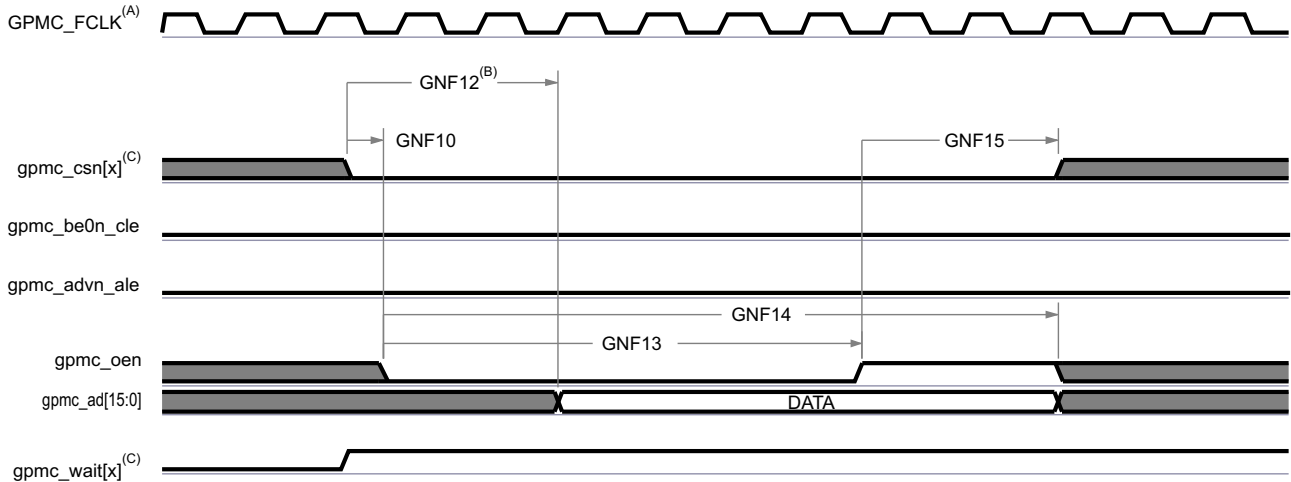 GPMC_FCLK(A)
GNF12(B)
GNF10
GNF15
gpmc_csn[x](C)
gpmc_be0n_cle
gpmc_advn_ale
GNF14
GNF13
gpmc_oen
gpmc_ad[15:0]
DATA
gpmc_wait[x](C)